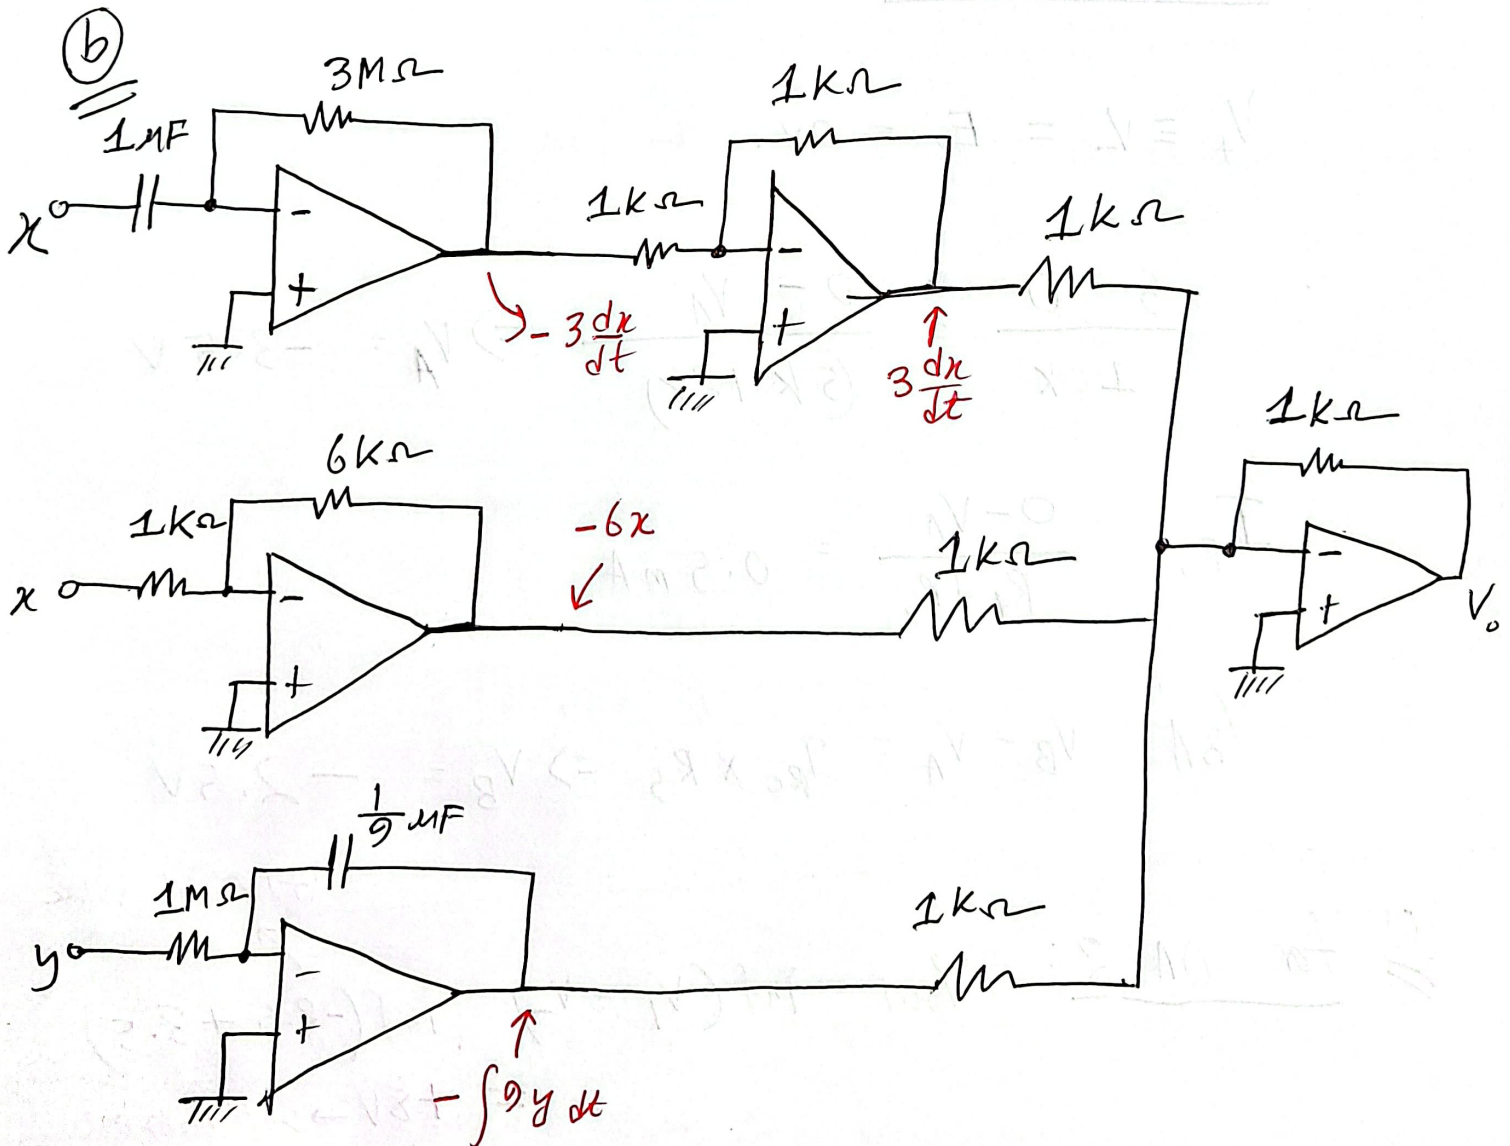 b
3MΩ
1KΩ
1μF
x
-
+
1KΩ
-
+
1KΩ
-3 dx/dt
3 dx/dt
6KΩ
1KΩ
x
-
+
-6x
1KΩ
1KΩ
-
+
V₀
1/9 μF
1MΩ
y
-
+
1KΩ
-∫9y dt